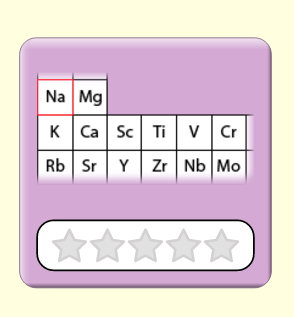 Na Mg
K Ca Sc Ti V Cr
Rb Sr Y Zr Nb Mo